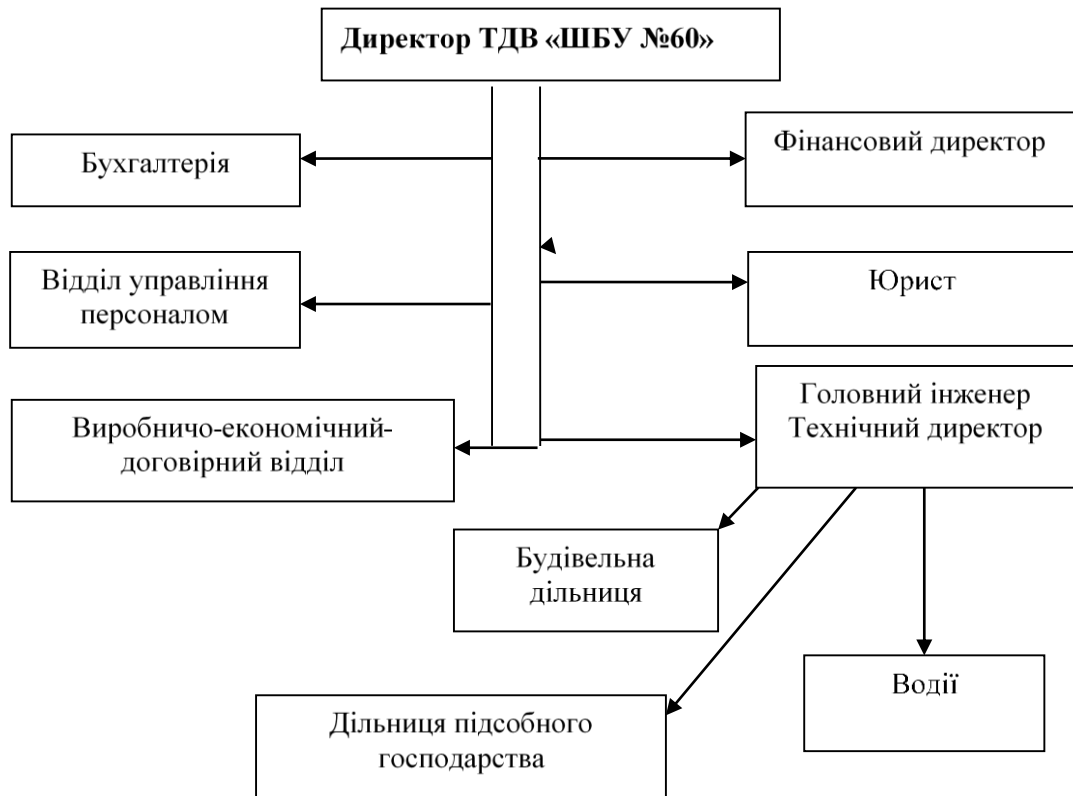 Директор ТДВ «ШБУ №60»
Бухгалтерія
Фінансовий директор
Відділ управління
персоналом
Юрист
Виробничо-економічний-
договірний відділ
Головний інженер
Технічний директор
Будівельна
дільниця
Водії
Дільниця підсобного
господарства